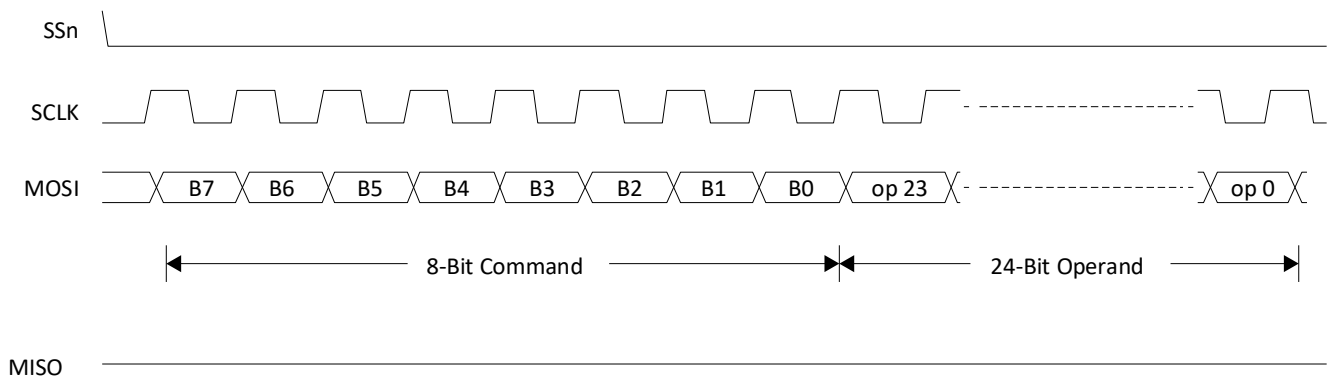 SSn
SCLK
MOSI B7 B6 B5 B4 B3 B2 B1 B0 op 23 op 0
8-Bit Command 24-Bit Operand
MISO